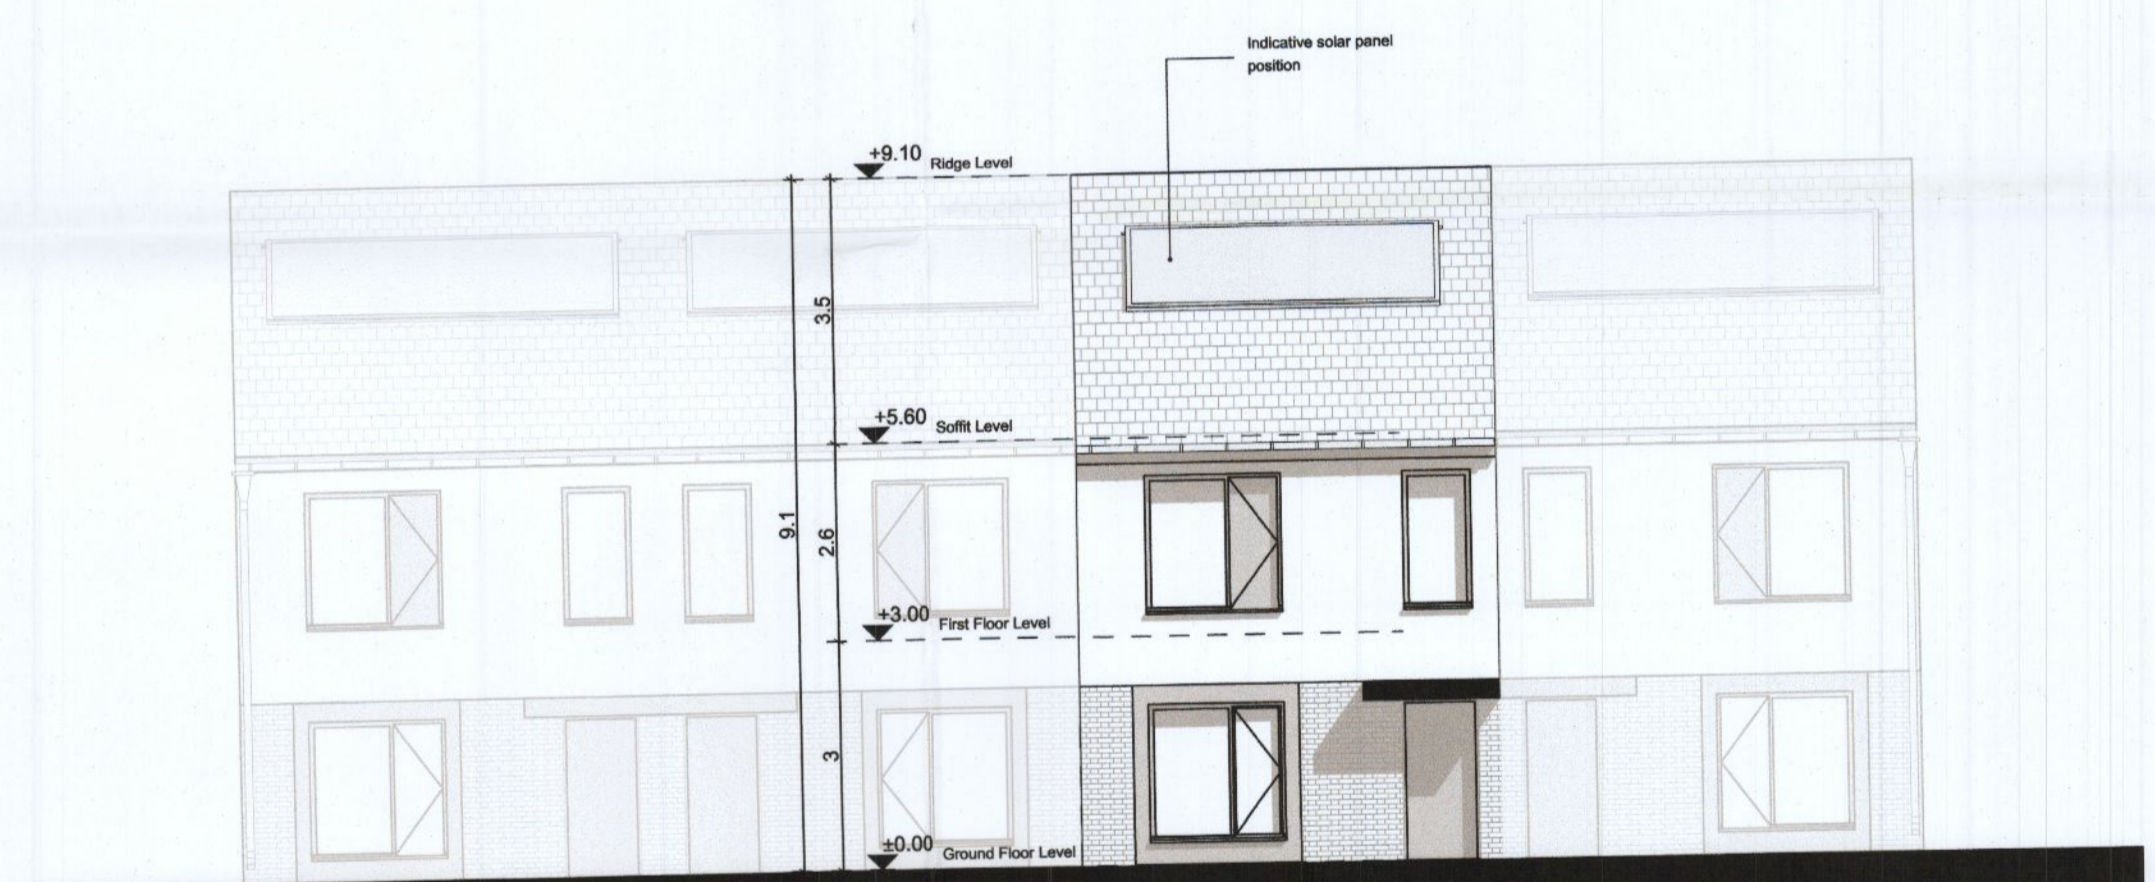 Indicative solar panel
position
+9.10 Ridge Level
3.5
+5.60 Soffit Level
9.1
2.6
+3.00 First Floor Level
3
±0.00 Ground Floor Level